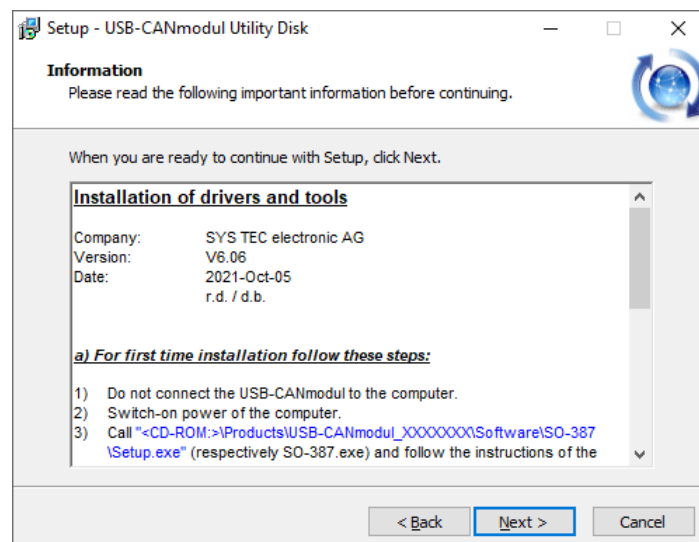 Setup - USB-CANmodul Utility Disk
Information
Please read the following important information before continuing.
When you are ready to continue with Setup, click Next.
Installation of drivers and tools
Company: SYS TEC electronic AG
Version: V6.06
Date: 2021-Oct-05
r.d. / d.b.
a) For first time installation follow these steps:
1) Do not connect the USB-CANmodul to the computer.
2) Switch-on power of the computer.
3) Call "<CD-ROM:>\Products\USB-CANmodul_XXXXXXX\Software\SO-387
\Setup.exe" (respectively SO-387.exe) and follow the instructions of the
< Back Next > Cancel